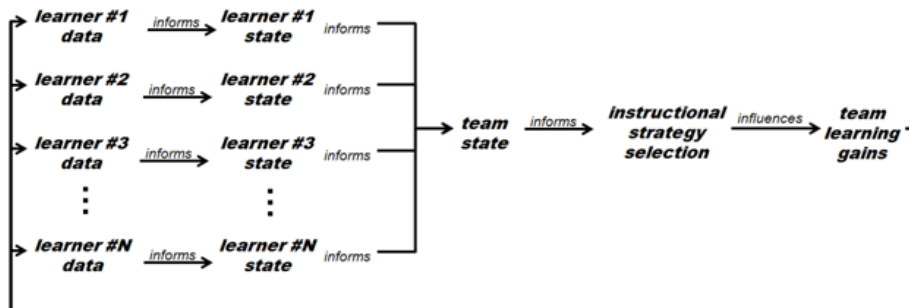 learner #1 data
informs
learner #1 state
informs
learner #2 data
informs
learner #2 state
informs
learner #3 data
informs
learner #3 state
informs
learner #N data
informs
learner #N state
informs
team state
informs
instructional strategy selection
influences
team learning gains